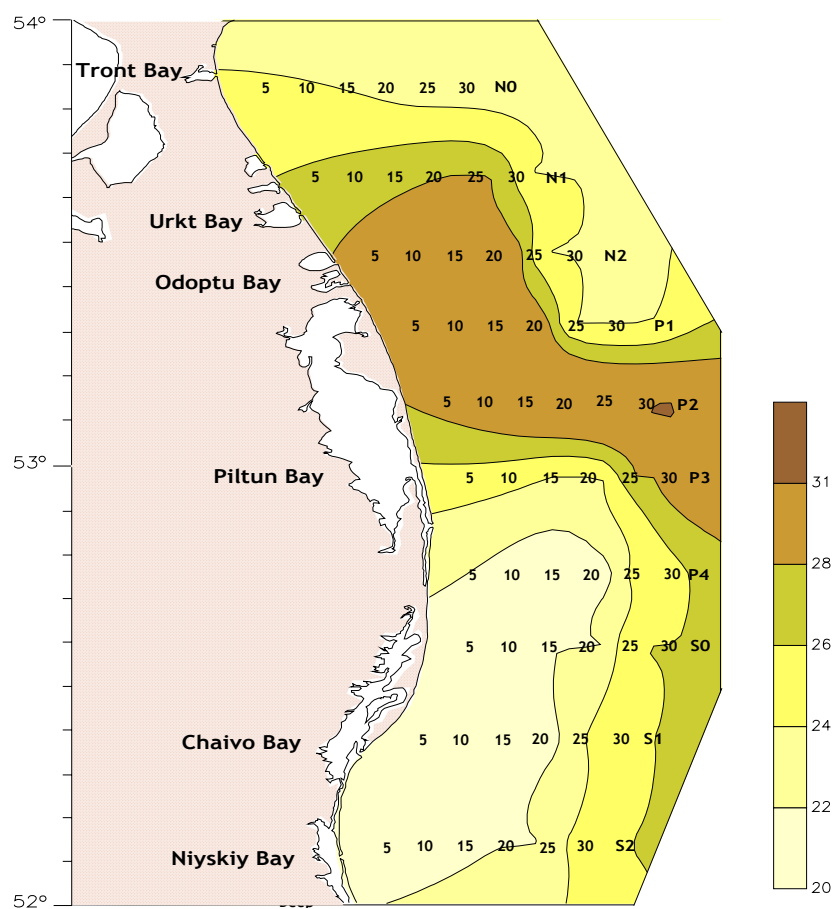 54°
Tront Bay
5 10 15 20 25 30 N0
5 10 15 20 25 30 N1
Urkt Bay
5 10 15 20 25 30 N2
Odoptu Bay
5 10 15 20 25 30 P1
5 10 15 20 25 30 P2
53°
Piltun Bay
5 10 15 20 25 30 P3
31
28
5 10 15 20 25 30 P4
26
5 10 15 20 25 30 S0
24
Chaivo Bay
5 10 15 20 25 30 S1
22
Niyskiy Bay
5 10 15 20 25 30 S2
20
52°